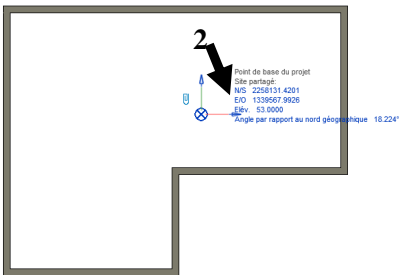 2
Point de base du projet
Site partagé:
N/S 2258131.4201
E/O 1339567.9926
Élév. 53.0000
Angle par rapport au nord géographique 18.224°